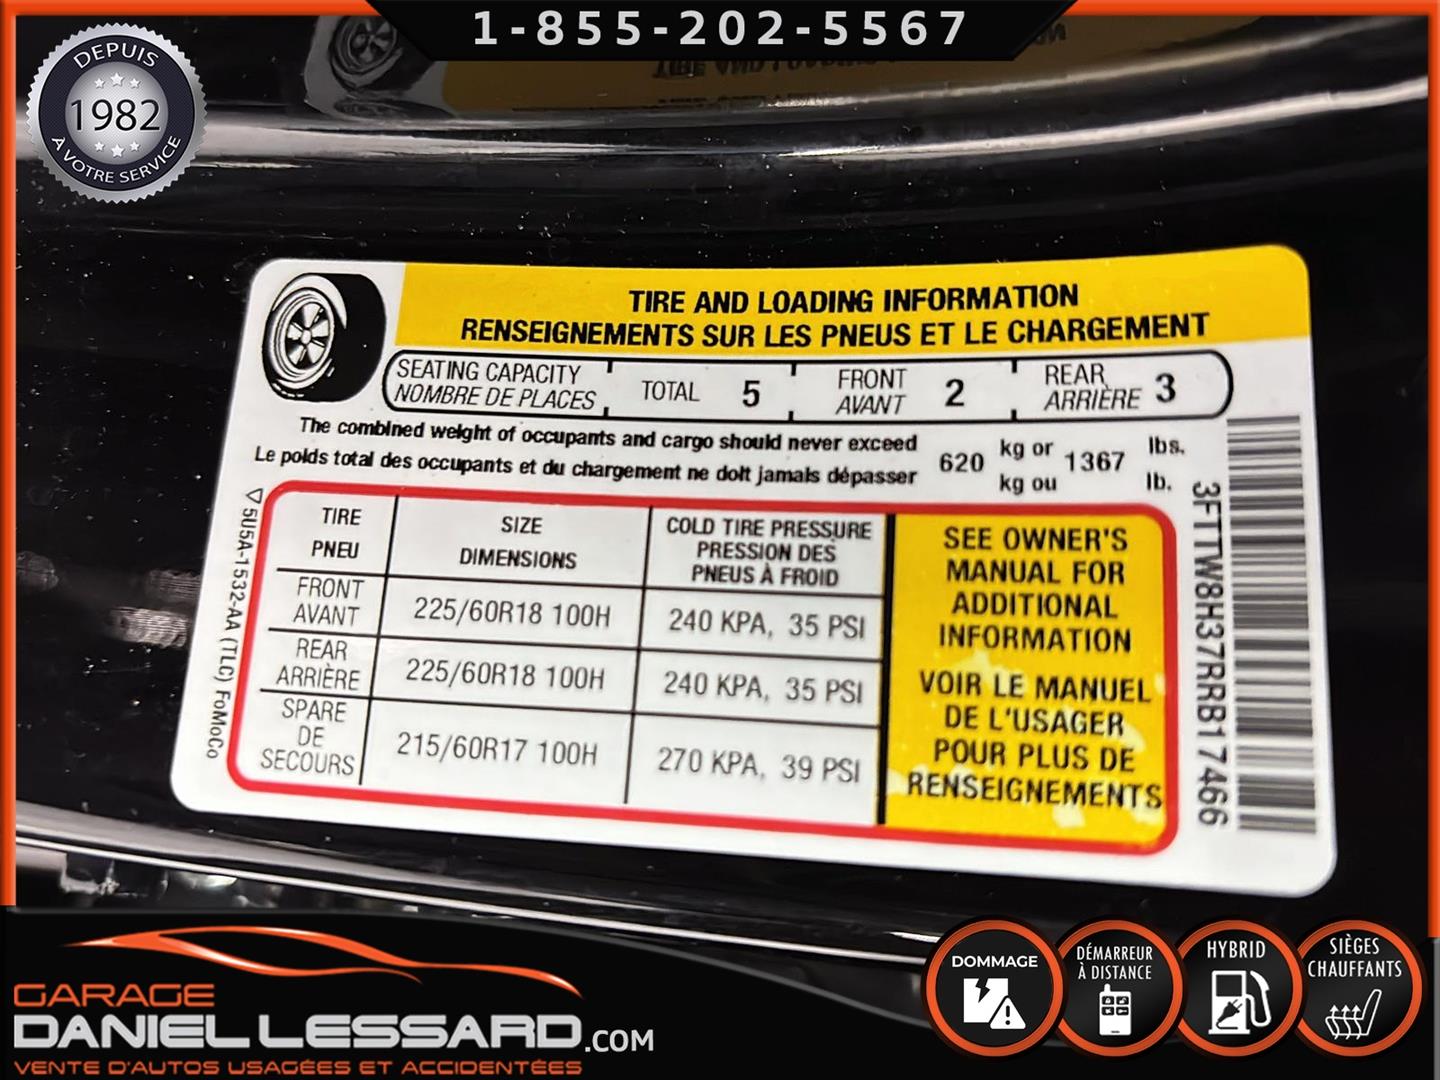 1-855-202-5567
DEPUIS
1982
À VOTRE SERVICE
TIRE AND LOADING INFORMATION
RENSEIGNEMENTS SUR LES PNEUS ET LE CHARGEMENT
SEATING CAPACITY
NOMBRE DE PLACES
TOTAL 5
FRONT
AVANT
2
REAR
ARRIÈRE
3
The combined weight of occupants and cargo should never exceed
Le poids total des occupants et du chargement ne doit jamais dépasser
620
kg or
kg ou
1367
lbs.
lb.
TIRE
PNEU
SIZE
DIMENSIONS
COLD TIRE PRESSURE
PRESSION DES
PNEUS À FROID
FRONT
AVANT
225/60R18 100H
240 KPA, 35 PSI
REAR
ARRIÈRE
225/60R18 100H
240 KPA, 35 PSI
SPARE
DE
SECOURS
215/60R17 100H
270 KPA, 39 PSI
SEE OWNER'S
MANUAL FOR
ADDITIONAL
INFORMATION
VOIR LE MANUEL
DE L'USAGER
POUR PLUS DE
RENSEIGNEMENTS
5U5A-1532-AA (TLC) FoMoCo
3FTTW8H37RRB17466
GARAGE
DANIEL LESSARD.COM
VENTE D'AUTOS USAGÉES ET ACCIDENTÉES
DOMMAGE
DÉMARREUR
À DISTANCE
HYBRID
SIÈGES
CHAUFFANTS